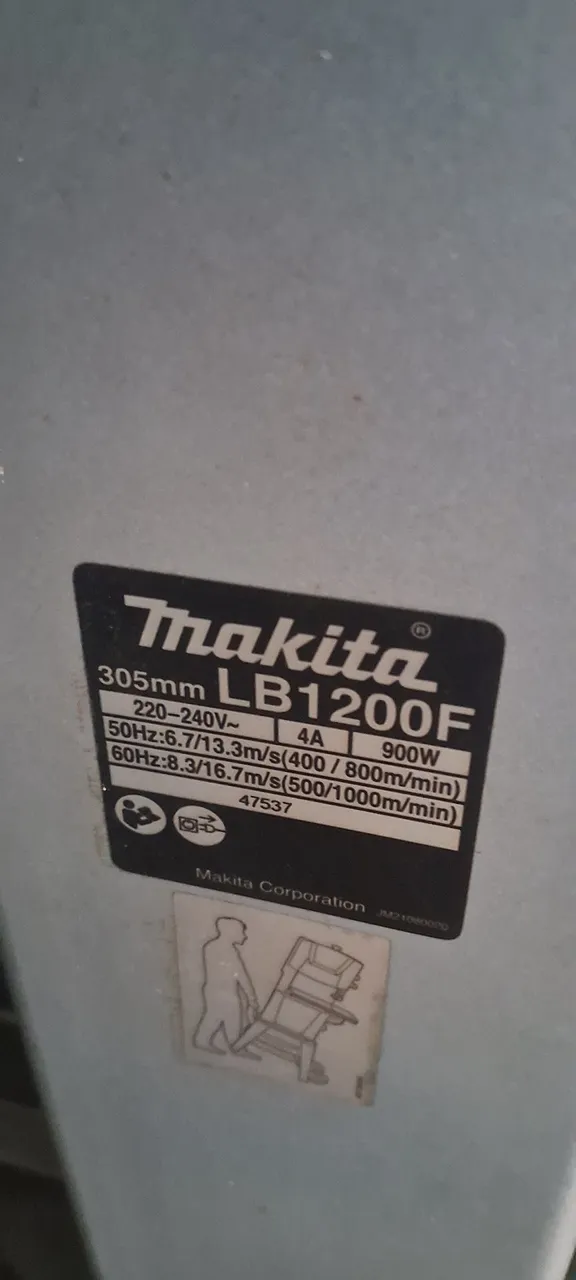 makita®
305mm LB1200F
220-240V~ 4A 900W
50Hz:6.7/13.3m/s(400 / 800m/min)
60Hz:8.3/16.7m/s(500/1000m/min)
47537
Makita Corporation